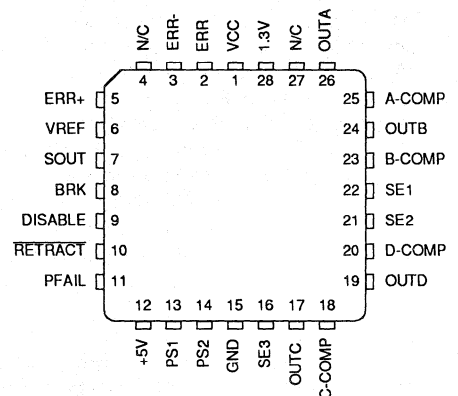 N/C ERR- ERR VCC 1.3V N/C OUTA
4 3 2 1 28 27 26
ERR+ 5 25 A-COMP
VREF 6 24 OUTB
SOUT 7 23 B-COMP
BRK 8 22 SE1
DISABLE 9 21 SE2
RETRACT 10 20 D-COMP
PFAIL 11 19 OUTD
12 13 14 15 16 17 18
+5V PS1 PS2 GND SE3 OUTC C-COMP